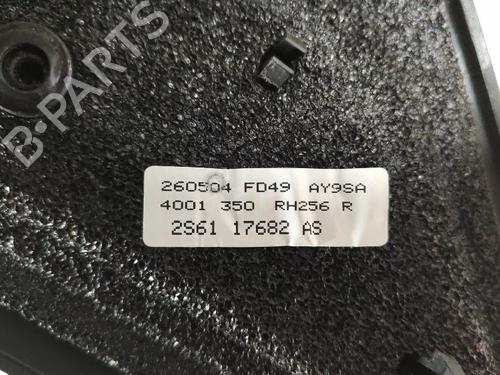 B-PARTS
260504 FD49 AY9SA
4001 350 RH256 R
2S61 17682 AS